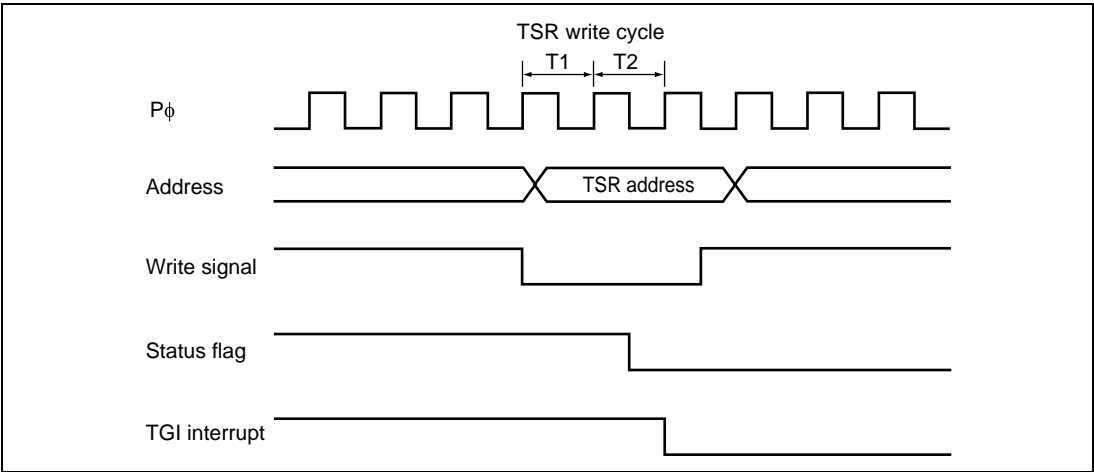 TSR write cycle
T1 T2
Pϕ
Address
TSR address
Write signal
Status flag
TGI interrupt